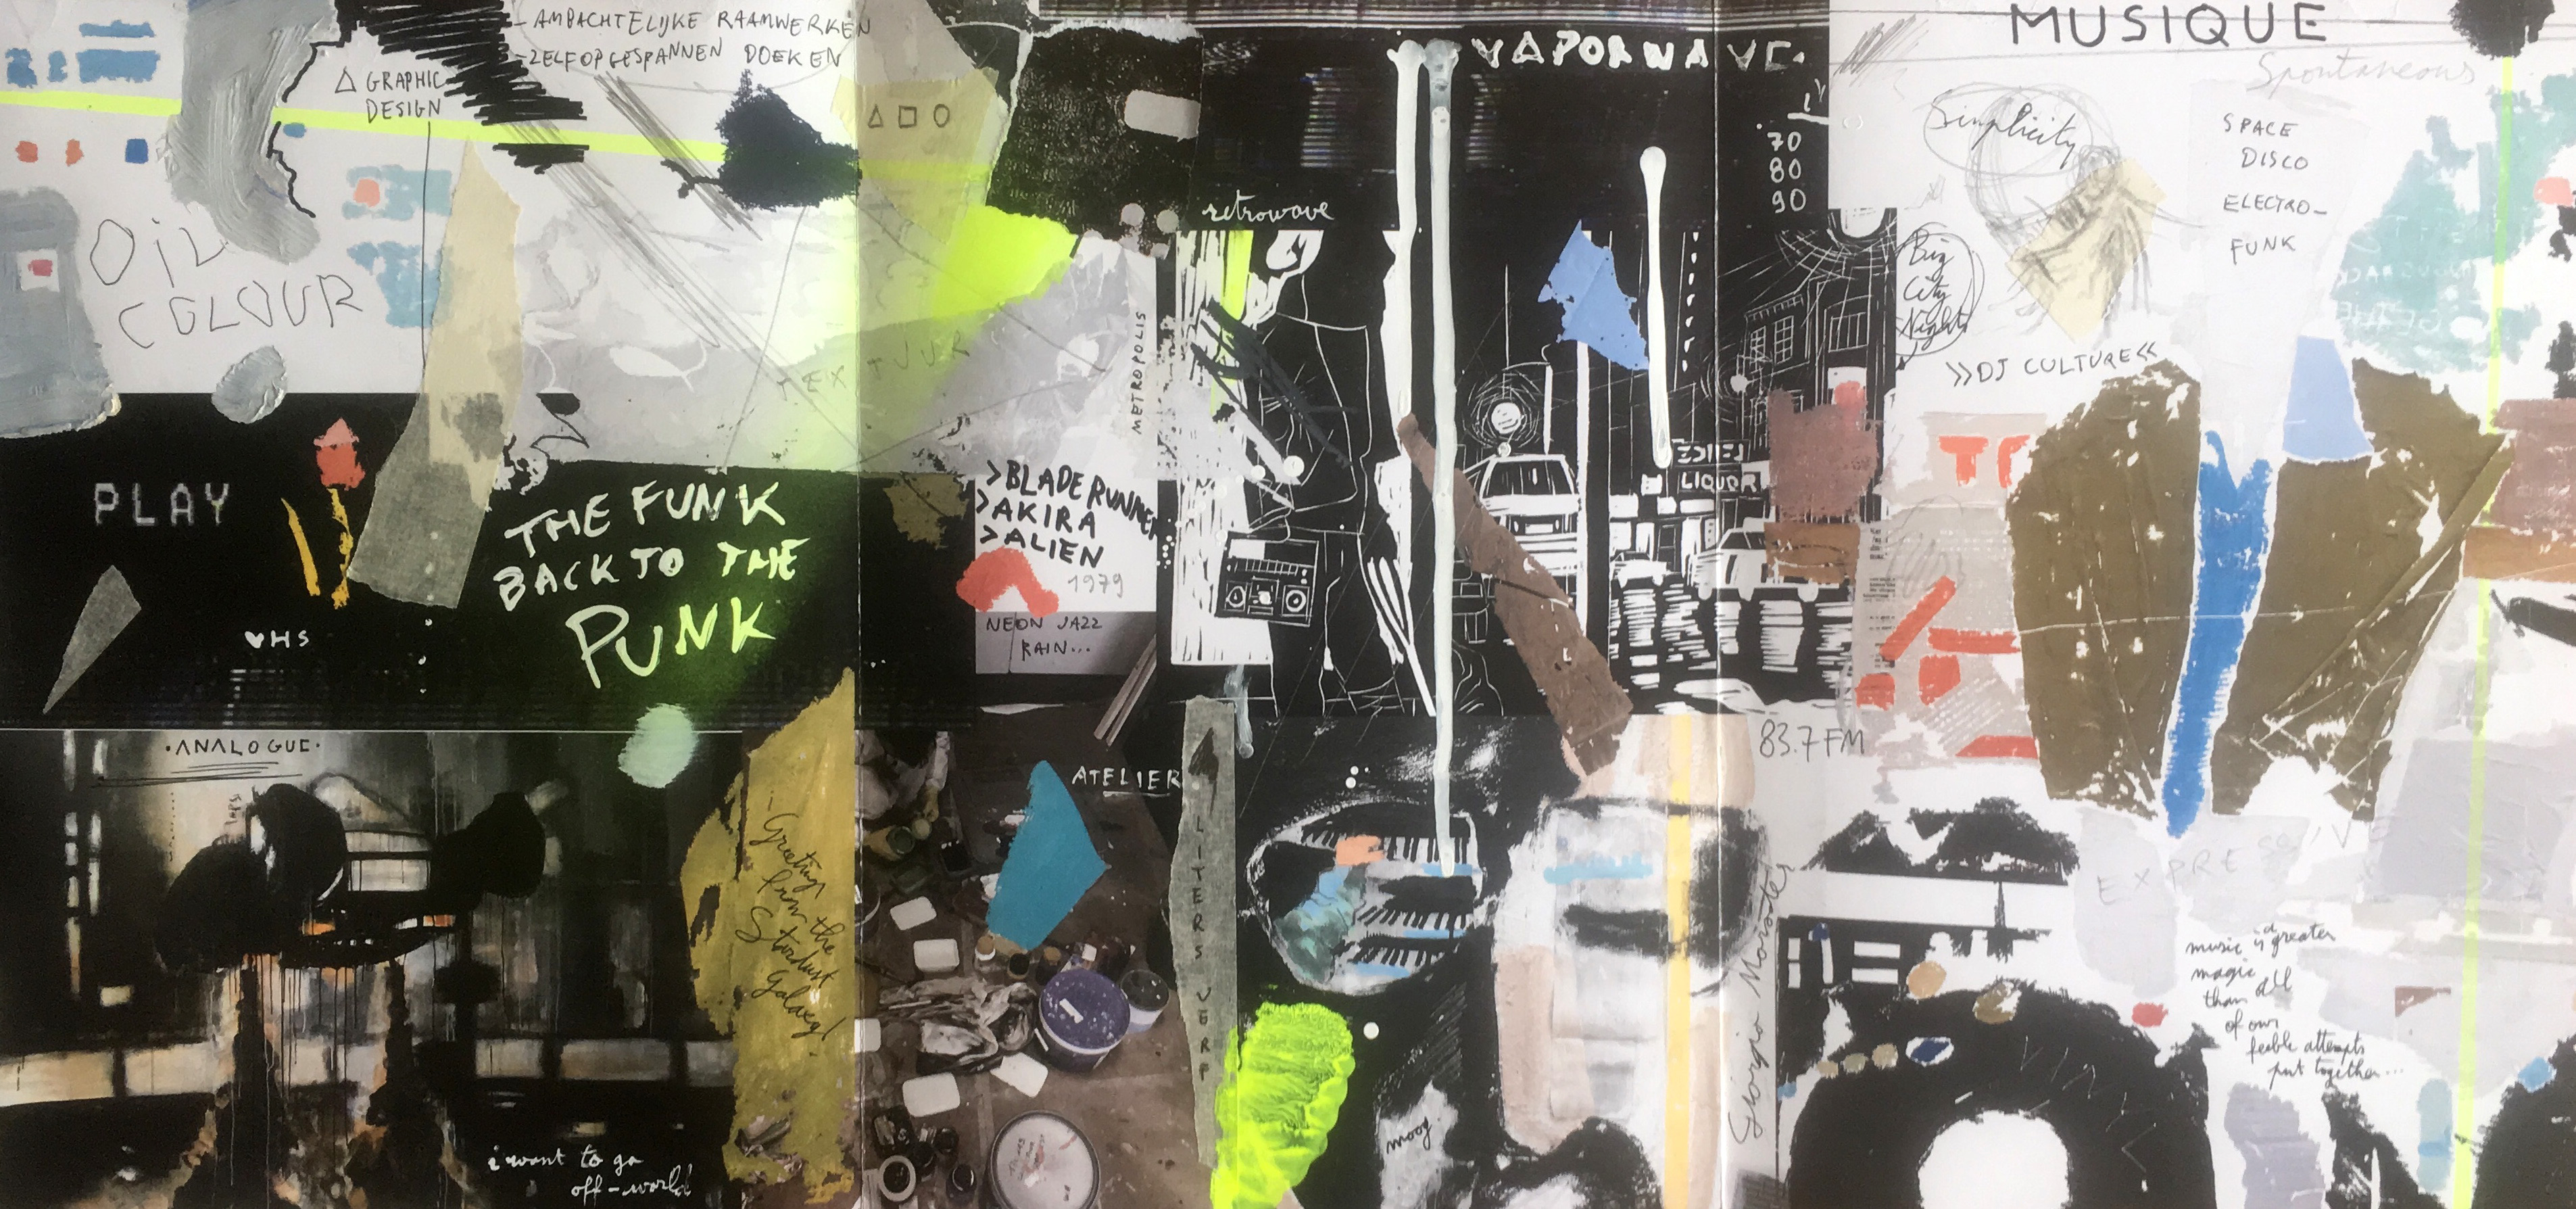 - AMBACHTELIJKE RAAMWERKEN
- ZELFOPGESPANNEN DOEKEN
△ GRAPHIC
DESIGN
△ □ ○
OIL
COLOUR
PLAY
♥HS
THE FUNK
BACK TO THE
PUNK
· ANALOGUE ·
i want to go
off-world
- Greetings
from the
Stardust
Galaxy!
METROPOLIS
>BLADE RUNNER
>AKIRA
>ALIEN
1979
NEON JAZZ
RAIN...
ATELIER
LITERS VERF
retrowave
VAPORWAVE.
70
80
90
LIQUOR
83.7 FM
moog
Giorgio Moroder
MUSIQUE
Spontaneous
Simplicity
SPACE
DISCO
ELECTRO-
FUNK
Big
City
Nights
>>DJ CULTURE<<
EXPRESSIVE
music is a greater
magic
than all
of our
feeble attempts
put together...